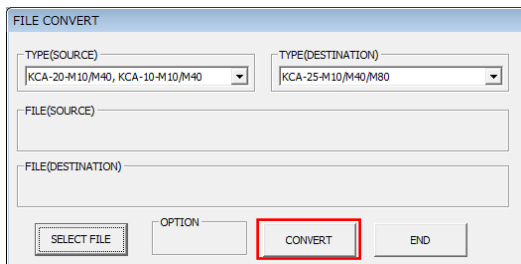 FILE CONVERT
TYPE(SOURCE)
TYPE(DESTINATION)
KCA-20-M10/M40, KCA-10-M10/M40
KCA-25-M10/M40/M80
FILE(SOURCE)
FILE(DESTINATION)
OPTION
SELECT FILE
CONVERT
END